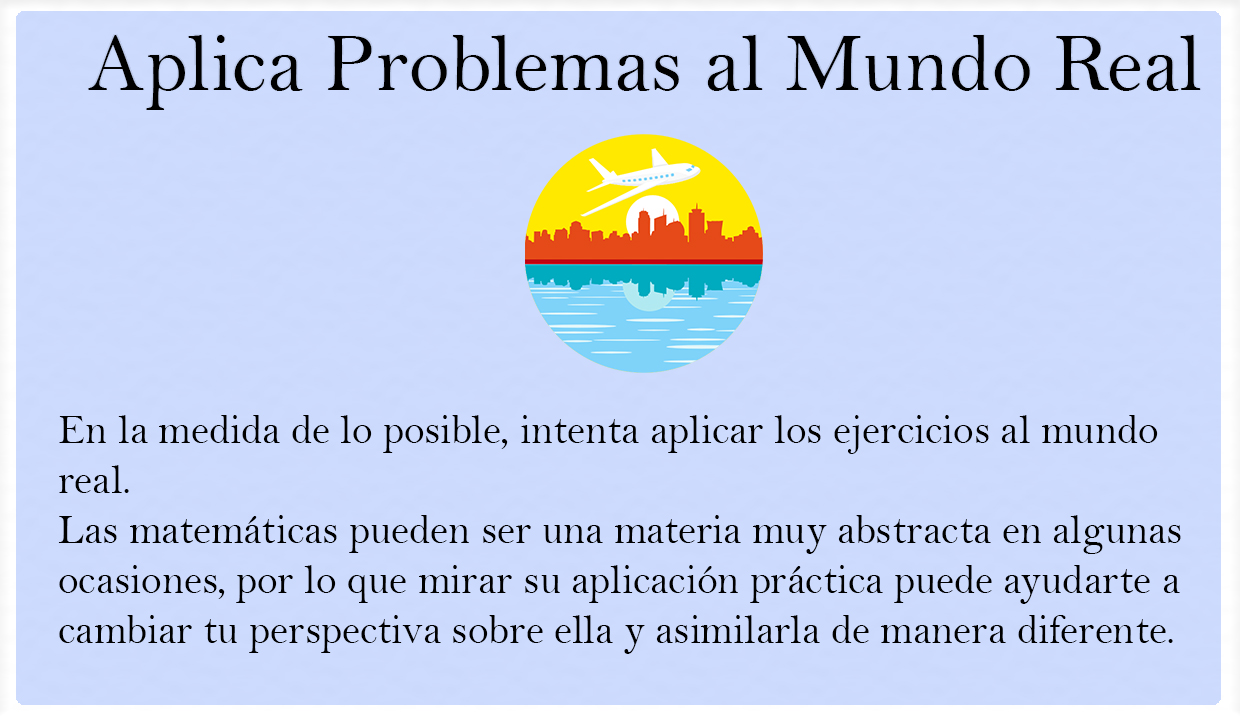 Aplica Problemas al Mundo Real
En la medida de lo posible, intenta aplicar los ejercicios al mundo
real.
Las matemáticas pueden ser una materia muy abstracta en algunas
ocasiones, por lo que mirar su aplicación práctica puede ayudarte a
cambiar tu perspectiva sobre ella y asimilarla de manera diferente.